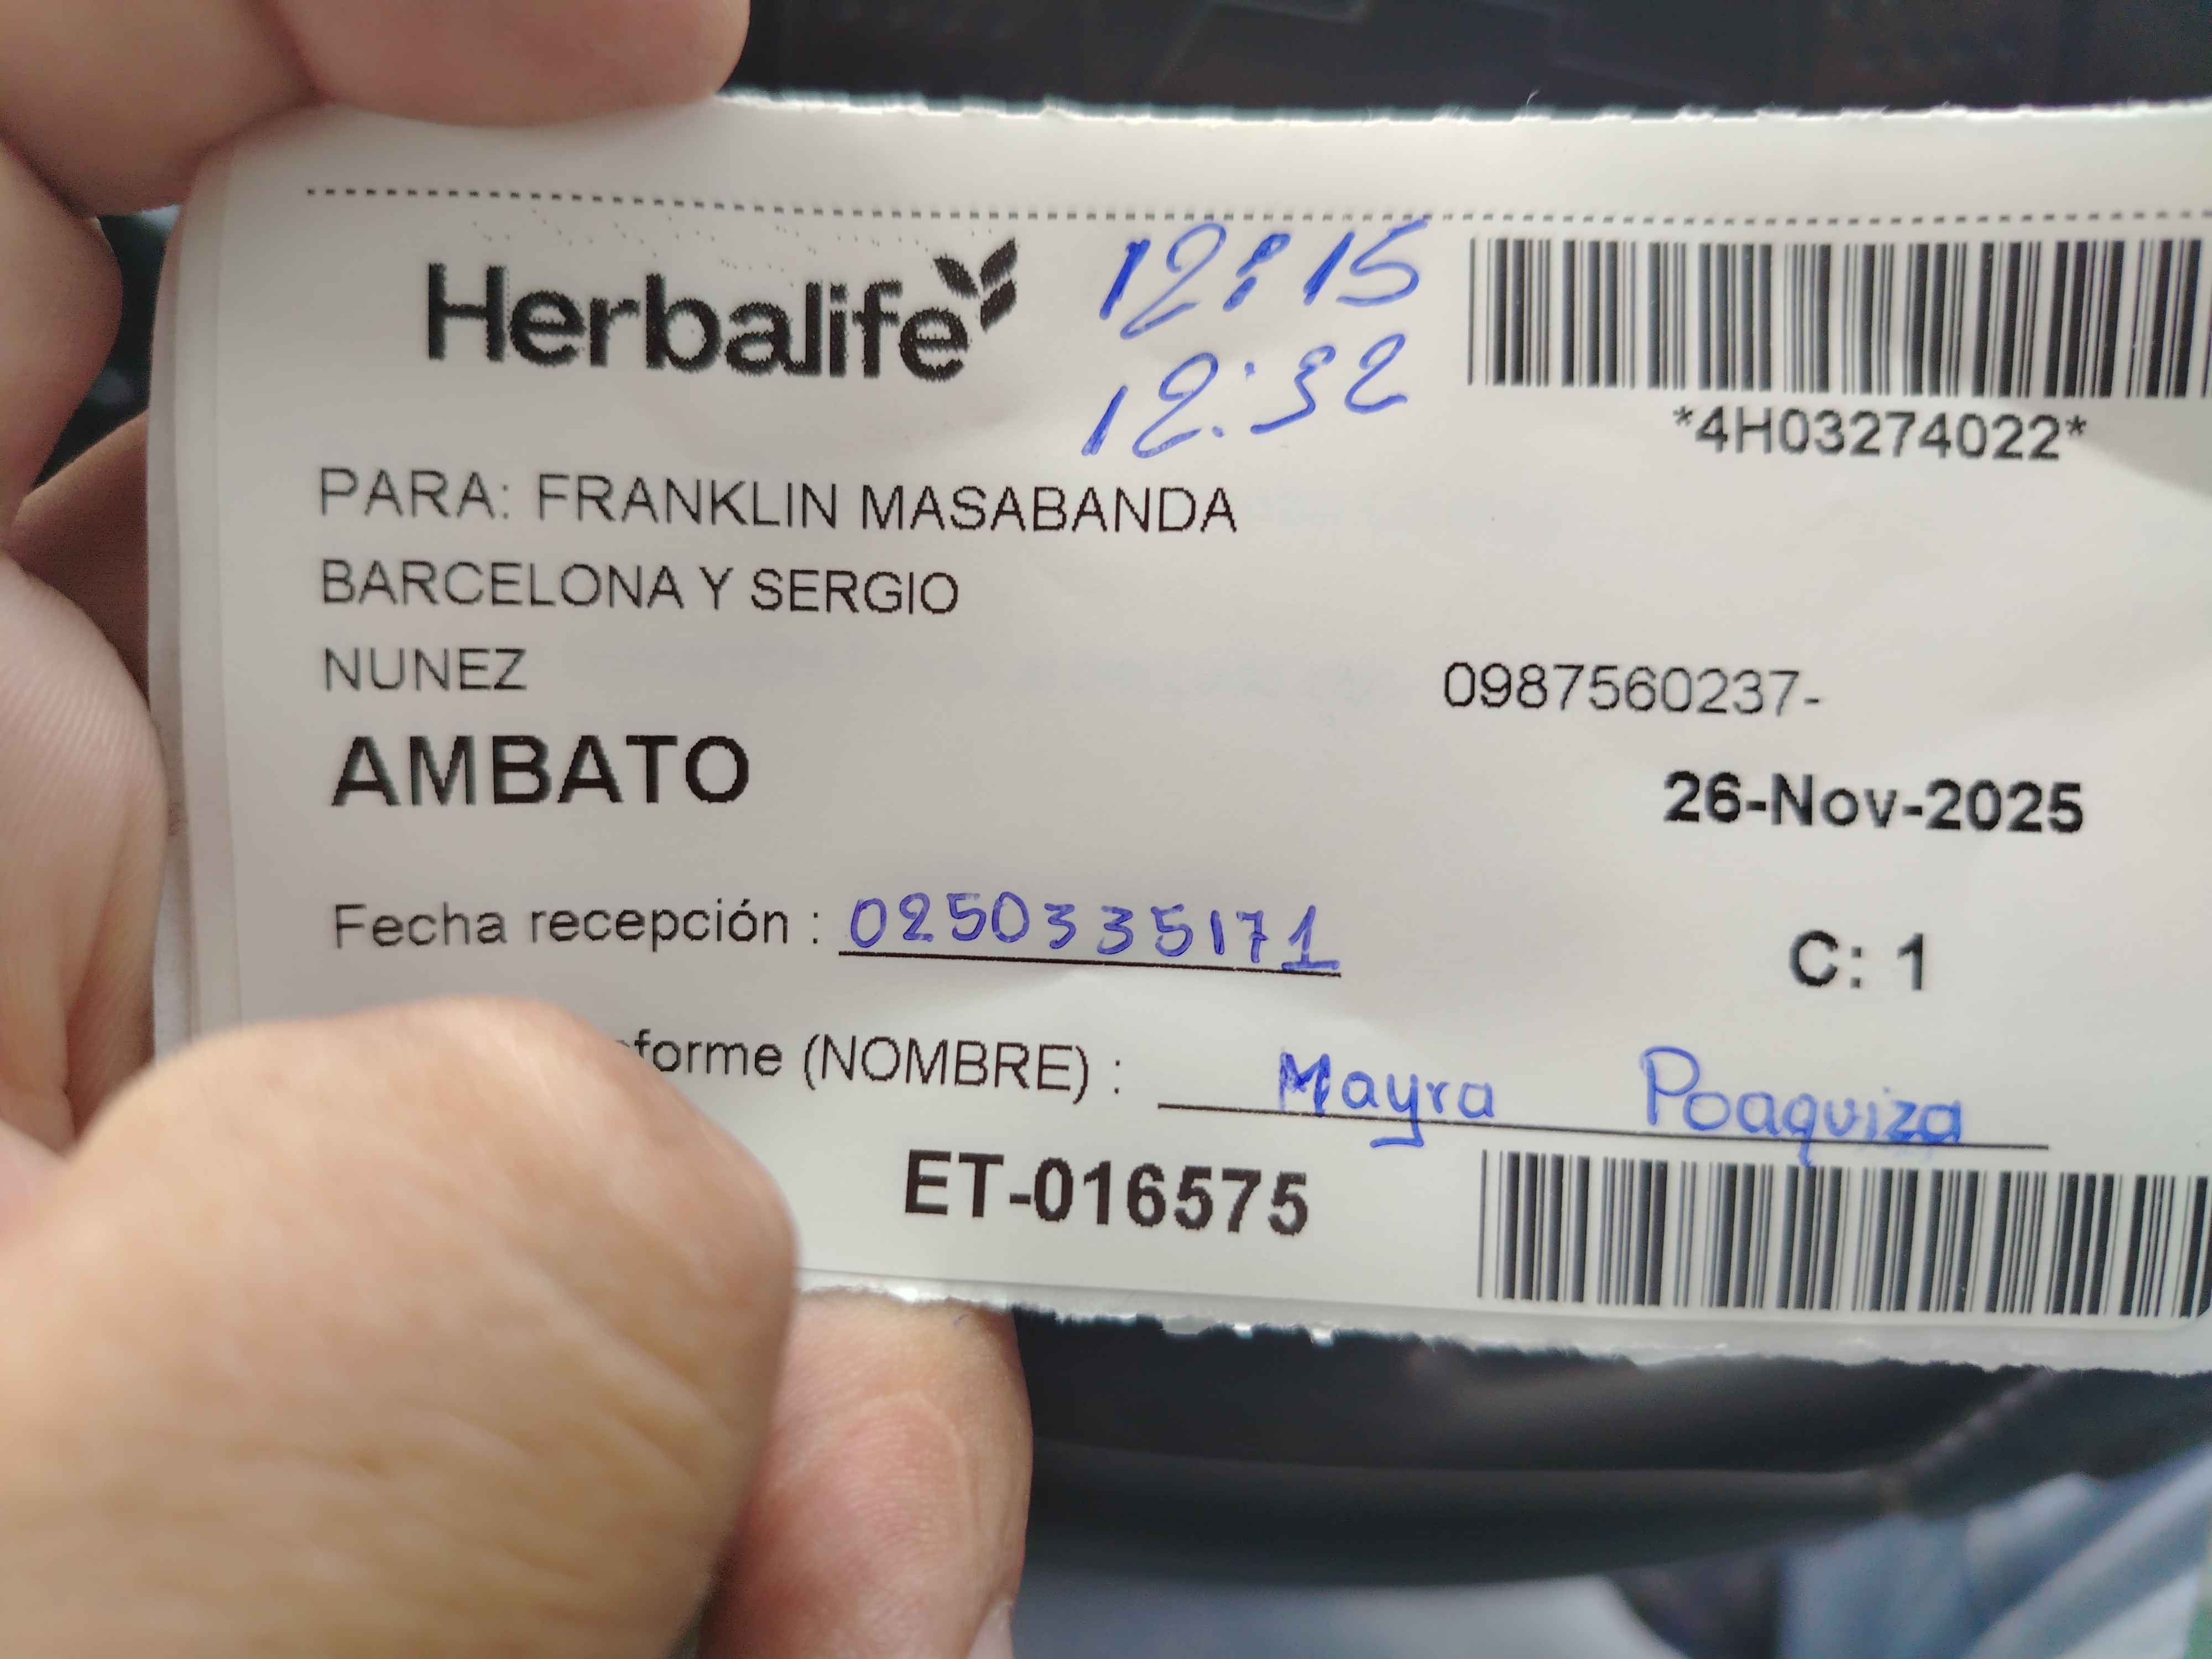 Herbalife
12:15
12:32
*4H03274022*
PARA: FRANKLIN MASABANDA
BARCELONA Y SERGIO
NUNEZ
0987560237-
AMBATO
26-Nov-2025
Fecha recepción : 0250335171
C: 1
forme (NOMBRE) : Mayra Poaquiza
ET-016575